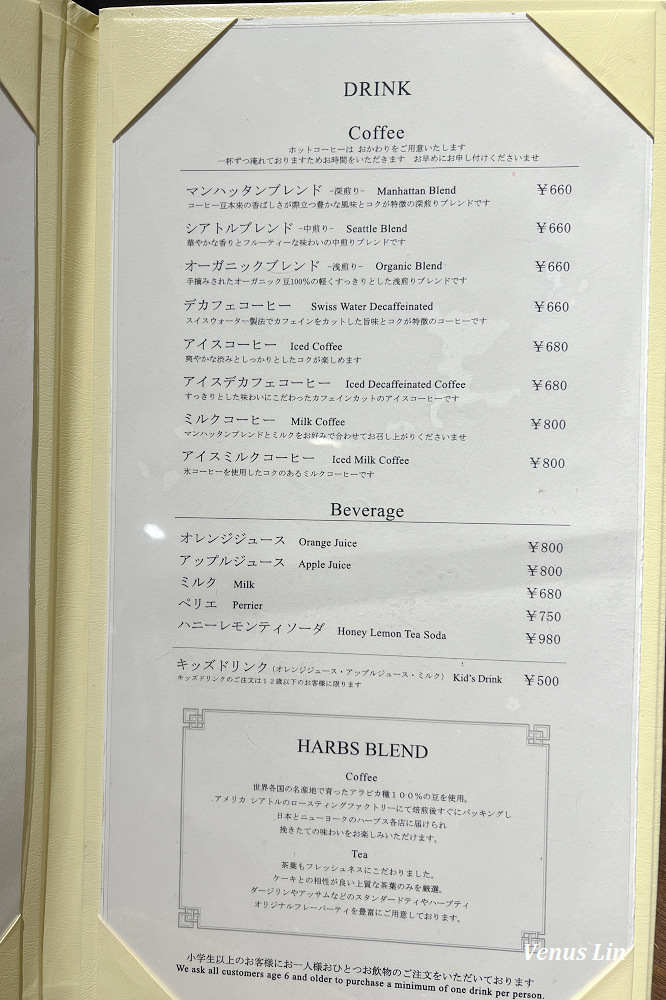 DRINK
Coffee
ホットコーヒーは おかわりをご用意いたします
一杯ずつ淹れておりますためお時間をいただきます　お早めにお申し付けくださいませ
マンハッタンブレンド -深煎り- Manhattan Blend ¥660
コーヒー豆本来の香ばしさが際立つ豊かな風味とコクが特徴の深煎りブレンドです
シアトルブレンド -中煎り- Seattle Blend ¥660
華やかな香りとフルーティーな味わいの中煎りブレンドです
オーガニックブレンド -浅煎り- Organic Blend ¥660
手摘みされたオーガニック豆100%の軽くすっきりとした浅煎りブレンドです
デカフェコーヒー Swiss Water Decaffeinated ¥660
スイスウォーター製法でカフェインをカットした旨味とコクが特徴のコーヒーです
アイスコーヒー Iced Coffee ¥680
爽やかな渋みとしっかりとしたコクが楽しめます
アイスデカフェコーヒー Iced Decaffeinated Coffee ¥680
すっきりとした味わいにこだわったカフェインカットのアイスコーヒーです
ミルクコーヒー Milk Coffee ¥800
マンハッタンブレンドとミルクをお好みで合わせてお召し上がりくださいませ
アイスミルクコーヒー Iced Milk Coffee ¥800
氷コーヒーを使用したコクのあるミルクコーヒーです
Beverage
オレンジジュース Orange Juice ¥800
アップルジュース Apple Juice ¥800
ミルク Milk ¥680
ペリエ Perrier ¥750
ハニーレモンティソーダ Honey Lemon Tea Soda ¥980
キッズドリンク (オレンジジュース・アップルジュース・ミルク) Kid's Drink ¥500
キッズドリンクのご注文は12歳以下のお客様に限ります
HARBS BLEND
Coffee
世界各国の名産地で育ったアラビカ種100%の豆を使用。
アメリカ シアトルのロースティングファクトリーにて焙煎後すぐにパッキングし
日本とニューヨークのハーブス各店に届けられ
挽きたての味わいをお楽しみいただけます。
Tea
茶葉もフレッシュネスにこだわりました。
ケーキとの相性が良い上質な茶葉のみを厳選。
ダージリンやアッサムなどのスタンダードティやハーブティ
オリジナルフレーバーティを豊富にご用意しております。
小学生以上のお客様にお一人様おひとつお飲物のご注文をいただいております
We ask all customers age 6 and older to purchase a minimum of one drink per person.
Venus Lin